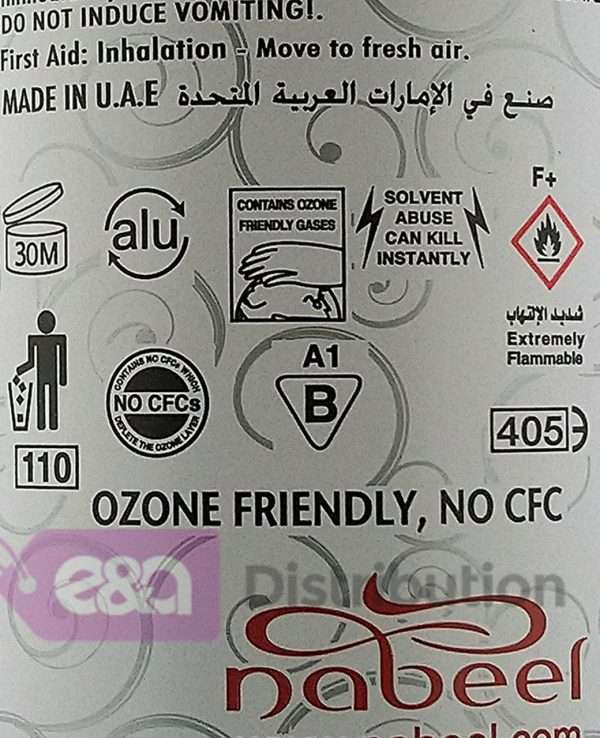 DO NOT INDUCE VOMITING!.
First Aid: Inhalation - Move to fresh air.
MADE IN U.A.E صنع في الإمارات العربية المتحدة
30M
alu
CONTAINS OZONE
FRIENDLY GASES
SOLVENT
ABUSE
CAN KILL
INSTANTLY
F+
شديد الإلتهاب
Extremely
Flammable
CONTAINS NO CFCs WHICH
NO CFCs
DEPLETE THE OZONE LAYER
A1
B
405
110
OZONE FRIENDLY, NO CFC
e&a Distribution
nabeel